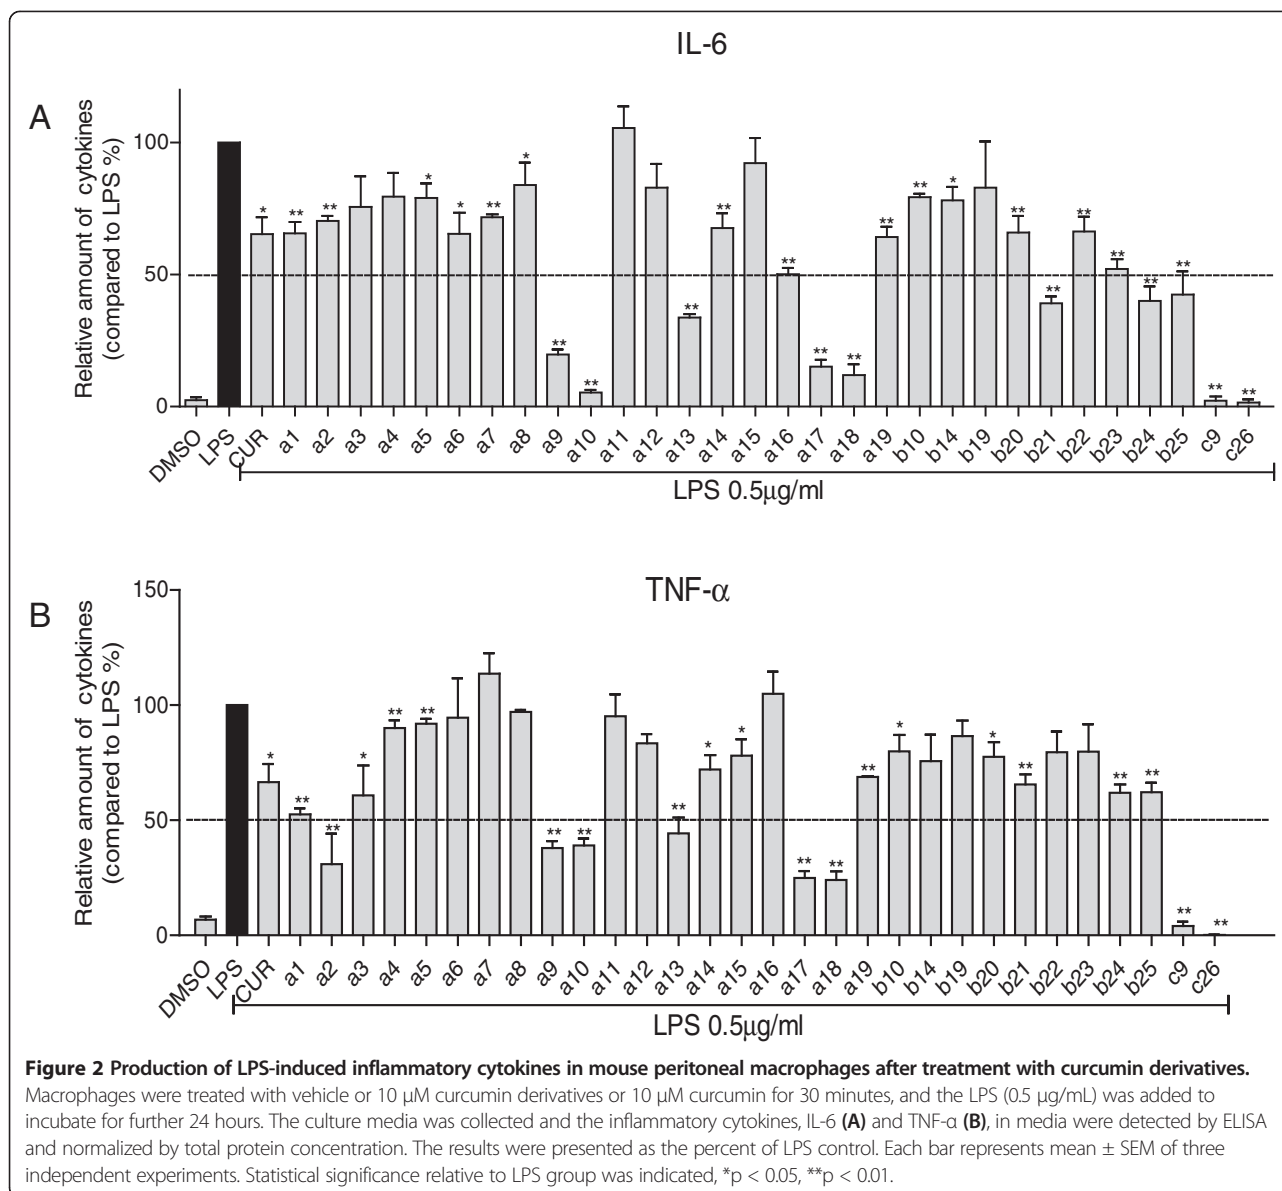 IL-6
A
Relative amount of cytokines
(compared to LPS %)
100
50
0
* ** ** * * ** * ** ** ** ** ** ** ** ** ** * ** ** ** ** ** ** ** **
DMSO LPS CUR a1 a2 a3 a4 a5 a6 a7 a8 a9 a10 a11 a12 a13 a14 a15 a16 a17 a18 a19 b10 b14 b19 b20 b21 b22 b23 b24 b25 c9 c26
LPS 0.5µg/ml
TNF-α
B
Relative amount of cytokines
(compared to LPS %)
150
100
50
0
* ** ** * ** ** ** ** ** * * ** ** ** * * ** ** ** ** **
DMSO LPS CUR a1 a2 a3 a4 a5 a6 a7 a8 a9 a10 a11 a12 a13 a14 a15 a16 a17 a18 a19 b10 b14 b19 b20 b21 b22 b23 b24 b25 c9 c26
LPS 0.5µg/ml
Figure 2 Production of LPS-induced inflammatory cytokines in mouse peritoneal macrophages after treatment with curcumin derivatives.
Macrophages were treated with vehicle or 10 μM curcumin derivatives or 10 μM curcumin for 30 minutes, and the LPS (0.5 μg/mL) was added to
incubate for further 24 hours. The culture media was collected and the inflammatory cytokines, IL-6 (A) and TNF-α (B), in media were detected by ELISA
and normalized by total protein concentration. The results were presented as the percent of LPS control. Each bar represents mean ± SEM of three
independent experiments. Statistical significance relative to LPS group was indicated, *p < 0.05, **p < 0.01.